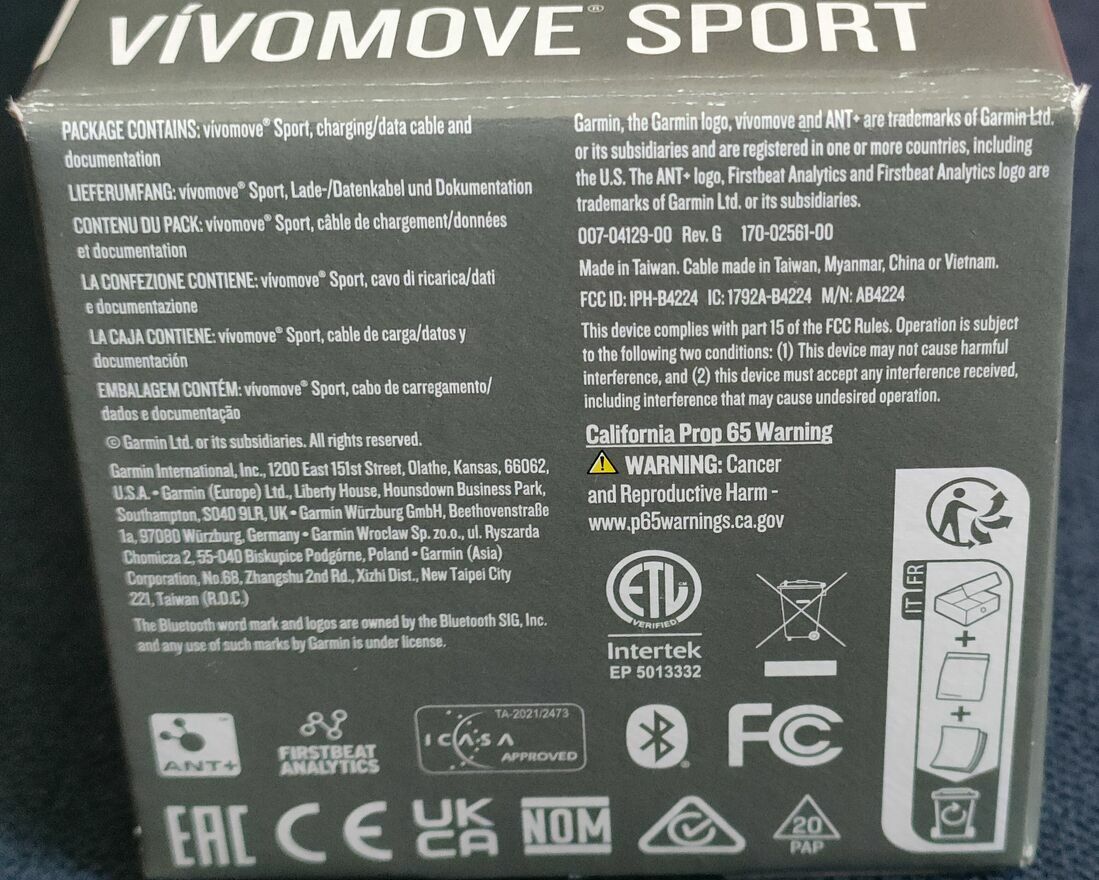 VÍVOMOVE® SPORT
PACKAGE CONTAINS: vívomove® Sport, charging/data cable and
documentation
LIEFERUMFANG: vívomove® Sport, Lade-/Datenkabel und Dokumentation
CONTENU DU PACK: vívomove® Sport, câble de chargement/données
et documentation
LA CONFEZIONE CONTIENE: vívomove® Sport, cavo di ricarica/dati
e documentazione
LA CAJA CONTIENE: vívomove® Sport, cable de carga/datos y
documentación
EMBALAGEM CONTÉM: vívomove® Sport, cabo de carregamento/
dados e documentação
© Garmin Ltd. or its subsidiaries. All rights reserved.
Garmin International, Inc., 1200 East 151st Street, Olathe, Kansas, 66062,
U.S.A. • Garmin (Europe) Ltd., Liberty House, Hounsdown Business Park,
Southampton, SO40 9LR, UK • Garmin Würzburg GmbH, Beethovenstraße
1a, 97080 Würzburg, Germany • Garmin Wroclaw Sp. zo.o., ul. Ryszarda
Chomicza 2, 55-040 Biskupice Podgórne, Poland • Garmin (Asia)
Corporation, No.68, Zhangshu 2nd Rd., Xizhi Dist., New Taipei City
221, Taiwan (R.O.C.)
The Bluetooth word mark and logos are owned by the Bluetooth SIG, Inc.
and any use of such marks by Garmin is under license.
Garmin, the Garmin logo, vívomove and ANT+ are trademarks of Garmin Ltd.
or its subsidiaries and are registered in one or more countries, including
the U.S. The ANT+ logo, Firstbeat Analytics and Firstbeat Analytics logo are
trademarks of Garmin Ltd. or its subsidiaries.
007-04129-00 Rev. G 170-02561-00
Made in Taiwan. Cable made in Taiwan, Myanmar, China or Vietnam.
FCC ID: IPH-B4224 IC: 1792A-B4224 M/N: AB4224
This device complies with part 15 of the FCC Rules. Operation is subject
to the following two conditions: (1) This device may not cause harmful
interference, and (2) this device must accept any interference received,
including interference that may cause undesired operation.
California Prop 65 Warning
WARNING: Cancer
and Reproductive Harm -
www.p65warnings.ca.gov
ETL CM
VERIFIED
Intertek
EP 5013332
IT | FR
+
+
ANT+
FIRSTBEAT
ANALYTICS
TA-2021/2473
ICASA
APPROVED
®
FC
EAC
CE
UK
CA
NOM
20
PAP